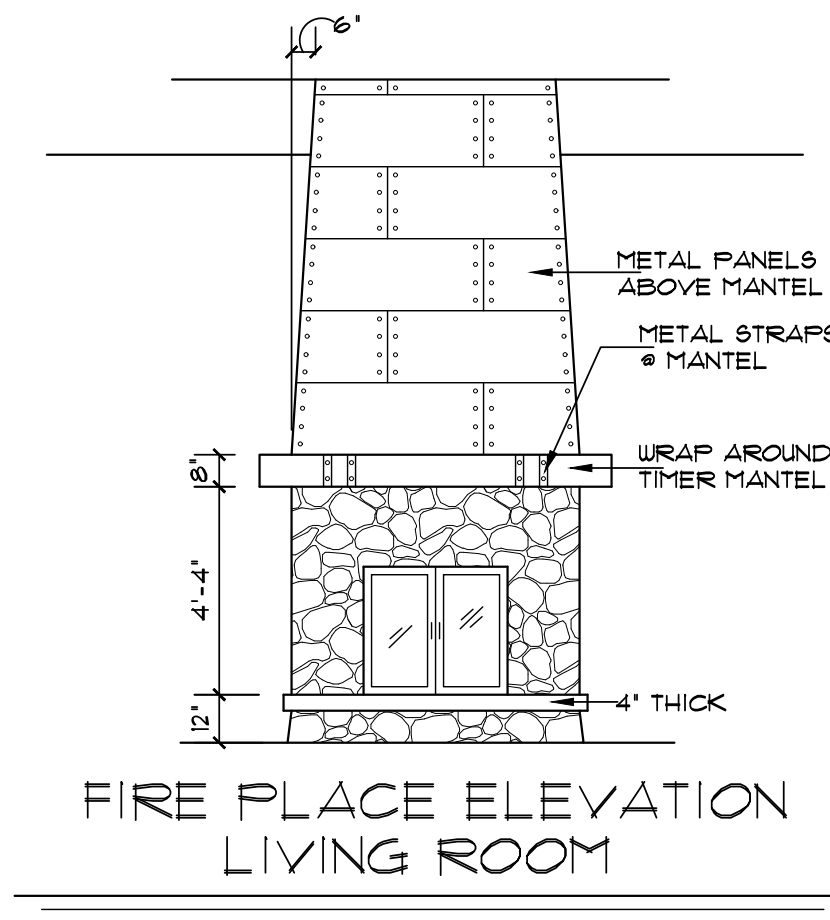 6"
METAL PANELS
ABOVE MANTEL
METAL STRAPS
@ MANTEL
8"
WRAP AROUND
TIMER MANTEL
4'-4"
12"
4" THICK
FIRE PLACE ELEVATION
LIVING ROOM